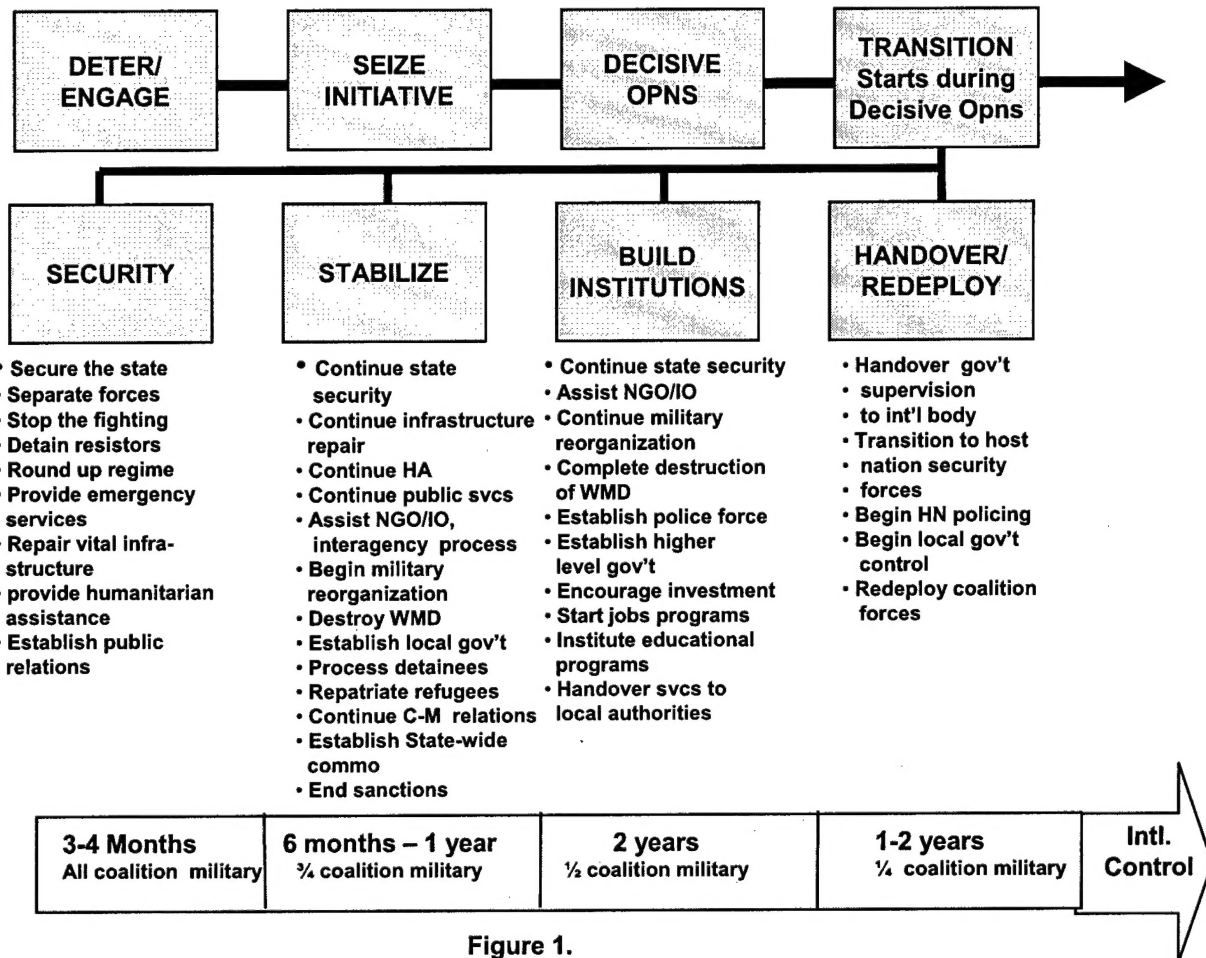 DETER/
ENGAGE
SEIZE
INITIATIVE
DECISIVE
OPNS
TRANSITION
Starts during
Decisive Opns
SECURITY
STABILIZE
BUILD
INSTITUTIONS
HANDOVER/
REDEPLOY
• Secure the state
• Separate forces
• Stop the fighting
• Detain resistors
• Round up regime
• Provide emergency
services
• Repair vital infra-
structure
• provide humanitarian
assistance
• Establish public
relations
• Continue state
security
• Continue infrastructure
repair
• Continue HA
• Continue public svcs
• Assist NGO/IO,
interagency process
• Begin military
reorganization
• Destroy WMD
• Establish local gov't
• Process detainees
• Repatriate refugees
• Continue C-M relations
• Establish State-wide
commo
• End sanctions
• Continue state security
• Assist NGO/IO
• Continue military
reorganization
• Complete destruction
of WMD
• Establish police force
• Establish higher
level gov't
• Encourage investment
• Start jobs programs
• Institute educational
programs
• Handover svcs to
local authorities
• Handover gov't
• supervision
• to int'l body
• Transition to host
• nation security
• forces
• Begin HN policing
• Begin local gov't
control
• Redeploy coalition
forces
3-4 Months
All coalition military
6 months – 1 year
¾ coalition military
2 years
½ coalition military
1-2 years
¼ coalition military
Intl.
Control
Figure 1.